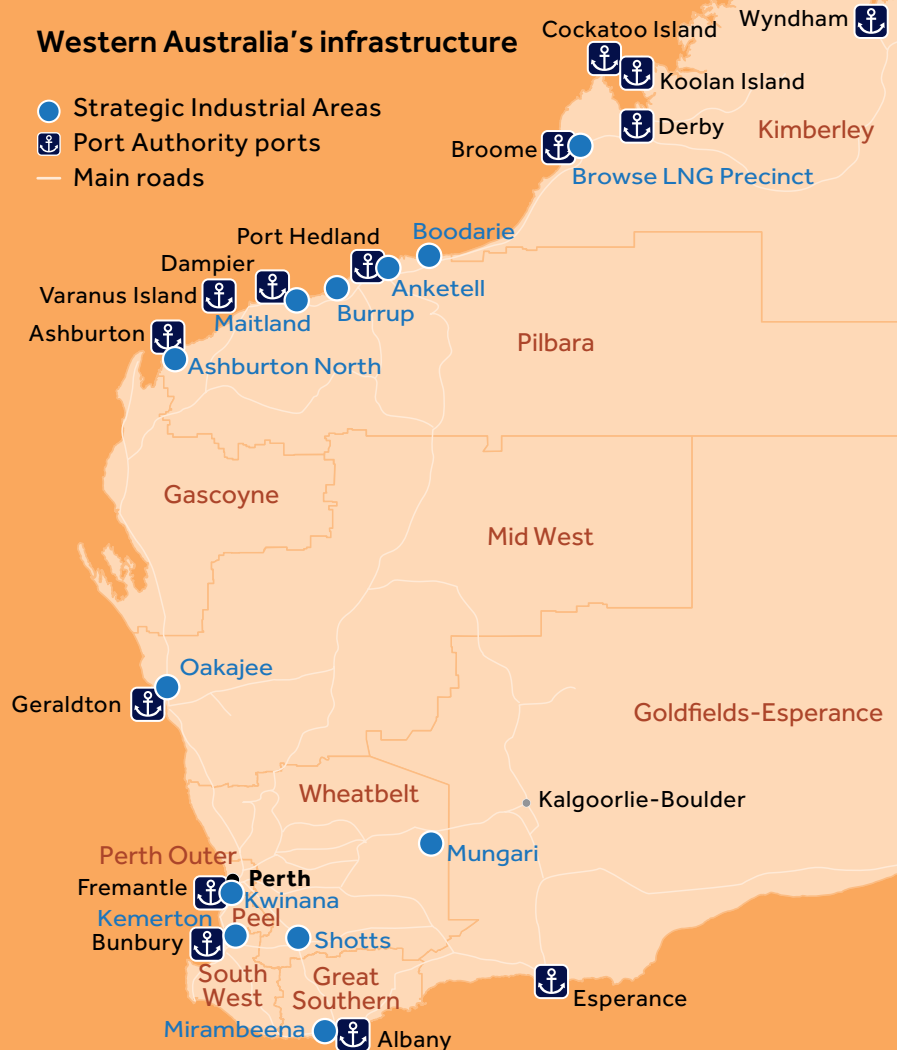 Western Australia's infrastructure
Strategic Industrial Areas
Port Authority ports
Main roads
Wyndham
Cockatoo Island
Koolan Island
Derby
Kimberley
Broome
Browse LNG Precinct
Boodarie
Port Hedland
Dampier
Anketell
Varanus Island
Burrup
Maitland
Ashburton
Pilbara
Ashburton North
Gascoyne
Mid West
Oakajee
Geraldton
Goldfields-Esperance
Wheatbelt
Kalgoorlie-Boulder
Mungari
Perth Outer
Perth
Fremantle
Kwinana
Kemerton
Peel
Bunbury
Shotts
South
West
Great
Southern
Esperance
Mirambeena
Albany